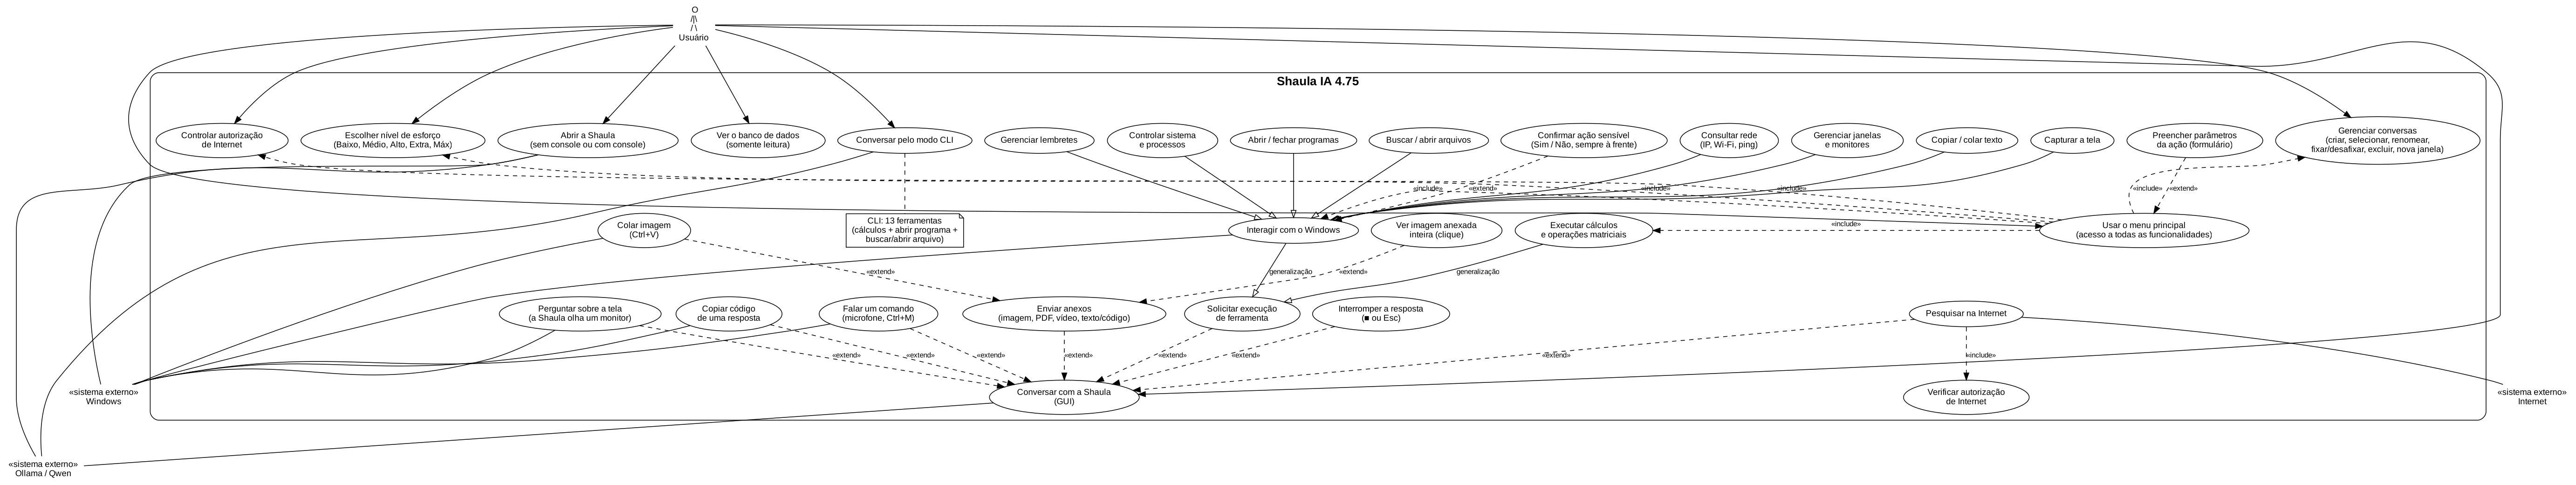 O
/|\
/ \
Usuário
Shaula IA 4.75
Controlar autorização
de Internet
Escolher nível de esforço
(Baixo, Médio, Alto, Extra, Máx)
Abrir a Shaula
(sem console ou com console)
Ver o banco de dados
(somente leitura)
Conversar pelo modo CLI
Gerenciar lembretes
Controlar sistema
e processos
Abrir / fechar programas
Buscar / abrir arquivos
Confirmar ação sensível
(Sim / Não, sempre à frente)
Consultar rede
(IP, Wi-Fi, ping)
Gerenciar janelas
e monitores
Copiar / colar texto
Capturar a tela
Preencher parâmetros
da ação (formulário)
Gerenciar conversas
(criar, selecionar, renomear,
fixar/desafixar, excluir, nova janela)
«include»
«extend»
«include»
«include»
«include»
«extend»
Colar imagem
(Ctrl+V)
CLI: 13 ferramentas
(cálculos + abrir programa +
buscar/abrir arquivo)
Interagir com o Windows
Ver imagem anexada
inteira (clique)
Executar cálculos
e operações matriciais
«include»
Usar o menu principal
(acesso a todas as funcionalidades)
«extend»
generalização
«extend»
generalização
Perguntar sobre a tela
(a Shaula olha um monitor)
Copiar código
de uma resposta
Falar um comando
(microfone, Ctrl+M)
Enviar anexos
(imagem, PDF, vídeo, texto/código)
Solicitar execução
de ferramenta
Interromper a resposta
(■ ou Esc)
Pesquisar na Internet
«extend»
«extend»
«extend»
«extend»
«extend»
«extend»
«extend»
«include»
«sistema externo»
Windows
Conversar com a Shaula
(GUI)
Verificar autorização
de Internet
«sistema externo»
Internet
«sistema externo»
Ollama / Qwen